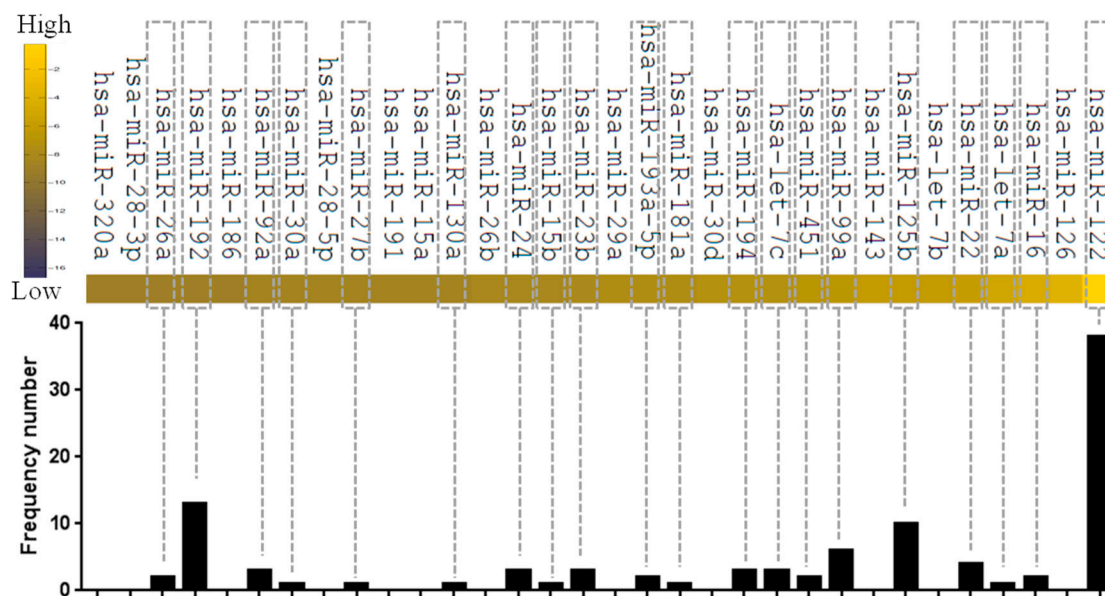 High
-2
-4
-6
-8
-10
-12
-14
-16
Low
hsa-miR-320a
hsa-miR-28-3p
hsa-miR-26a
hsa-miR-192
hsa-miR-186
hsa-miR-92a
hsa-miR-30a
hsa-miR-28-5p
hsa-miR-27b
hsa-miR-191
hsa-miR-15a
hsa-miR-130a
hsa-miR-26b
hsa-miR-24
hsa-miR-15b
hsa-miR-23b
hsa-miR-29a
hsa-miR-193a-5p
hsa-miR-181a
hsa-miR-30d
hsa-miR-194
hsa-let-7c
hsa-miR-451
hsa-miR-99a
hsa-miR-143
hsa-miR-125b
hsa-let-7b
hsa-miR-22
hsa-let-7a
hsa-miR-16
hsa-miR-126
hsa-miR-122
Frequency number
40
30
20
10
0